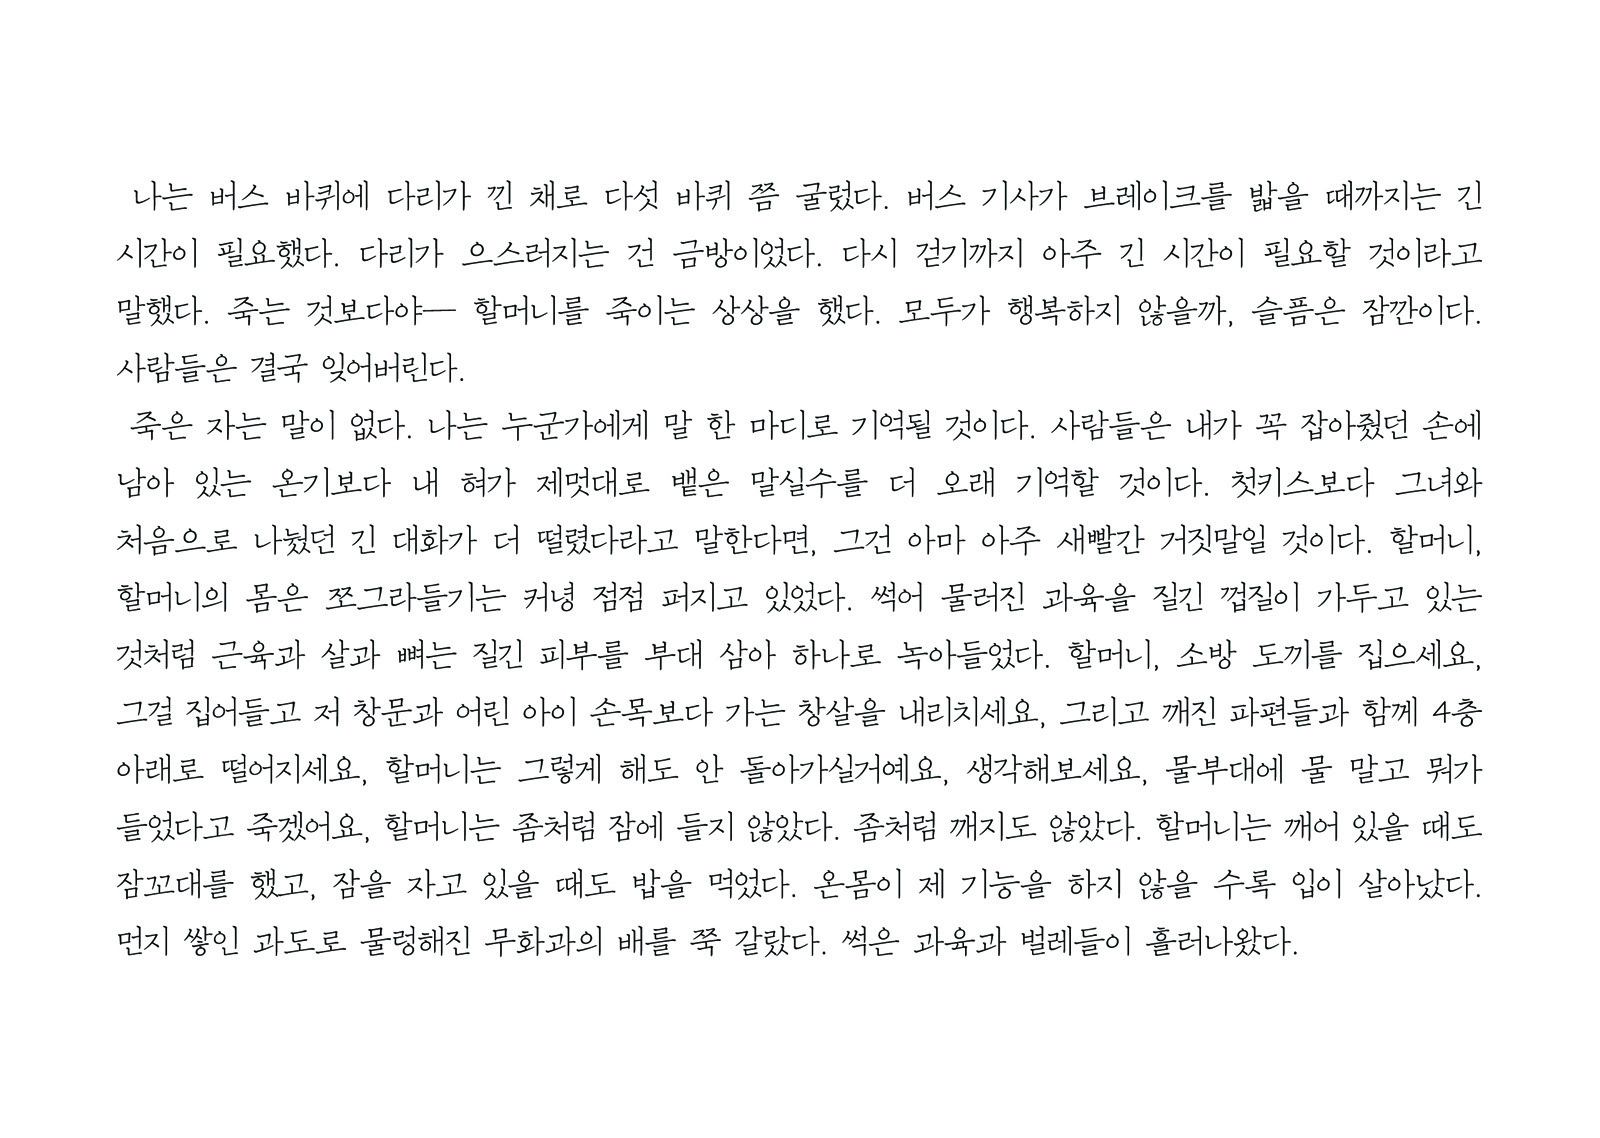 나는 버스 바퀴에 다리가 낀 채로 다섯 바퀴 쯤 굴렀다. 버스 기사가 브레이크를 밟을 때까지는 긴
시간이 필요했다. 다리가 으스러지는 건 금방이었다. 다시 걷기까지 아주 긴 시간이 필요할 것이라고
말했다. 죽는 것보다야― 할머니를 죽이는 상상을 했다. 모두가 행복하지 않을까, 슬픔은 잠깐이다.
사람들은 결국 잊어버린다.
죽은 자는 말이 없다. 나는 누군가에게 말 한 마디로 기억될 것이다. 사람들은 내가 꼭 잡아줬던 손에
남아 있는 온기보다 내 혀가 제멋대로 뱉은 말실수를 더 오래 기억할 것이다. 첫키스보다 그녀와
처음으로 나눴던 긴 대화가 더 떨렸다라고 말한다면, 그건 아마 아주 새빨간 거짓말일 것이다. 할머니,
할머니의 몸은 쪼그라들기는 커녕 점점 퍼지고 있었다. 썩어 물러진 과육을 질긴 껍질이 가두고 있는
것처럼 근육과 살과 뼈는 질긴 피부를 부대 삼아 하나로 녹아들었다. 할머니, 소방 도끼를 집으세요,
그걸 집어들고 저 창문과 어린 아이 손목보다 가는 창살을 내리치세요, 그리고 깨진 파편들과 함께 4층
아래로 떨어지세요, 할머니는 그렇게 해도 안 돌아가실거예요, 생각해보세요, 물부대에 물 말고 뭐가
들었다고 죽겠어요, 할머니는 좀처럼 잠에 들지 않았다. 좀처럼 깨지도 않았다. 할머니는 깨어 있을 때도
잠꼬대를 했고, 잠을 자고 있을 때도 밥을 먹었다. 온몸이 제 기능을 하지 않을 수록 입이 살아났다.
먼지 쌓인 과도로 물렁해진 무화과의 배를 쭉 갈랐다. 썩은 과육과 벌레들이 흘러나왔다.